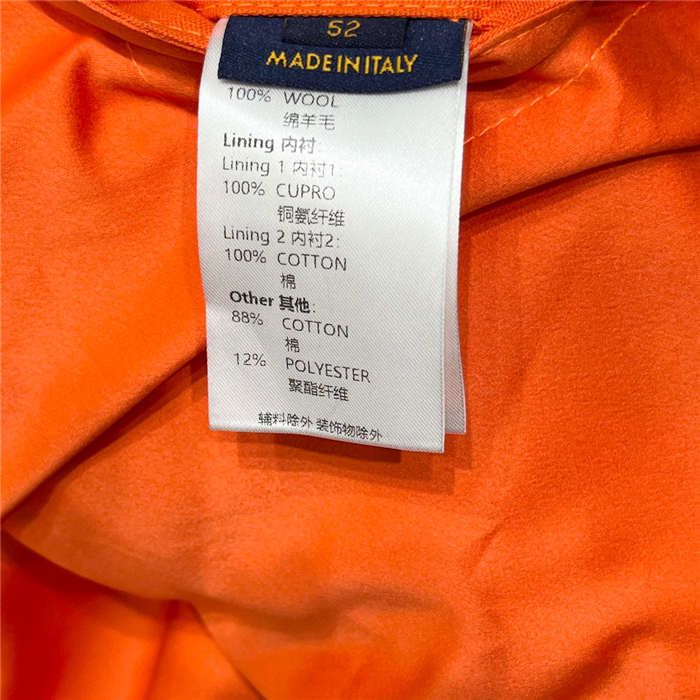 52
MADE IN ITALY
100% WOOL
绵羊毛
Lining 内衬:
Lining 1 内衬1:
100% CUPRO
铜氨纤维
Lining 2 内衬2:
100% COTTON
棉
Other 其他:
88% COTTON
棉
12% POLYESTER
聚酯纤维
辅料除外 装饰物除外